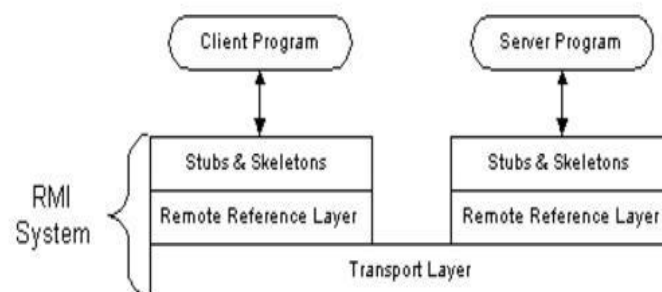 Client Program
Server Program
Stubs & Skeletons
Stubs & Skeletons
RMI
System
Remote Reference Layer
Remote Reference Layer
Transport Layer